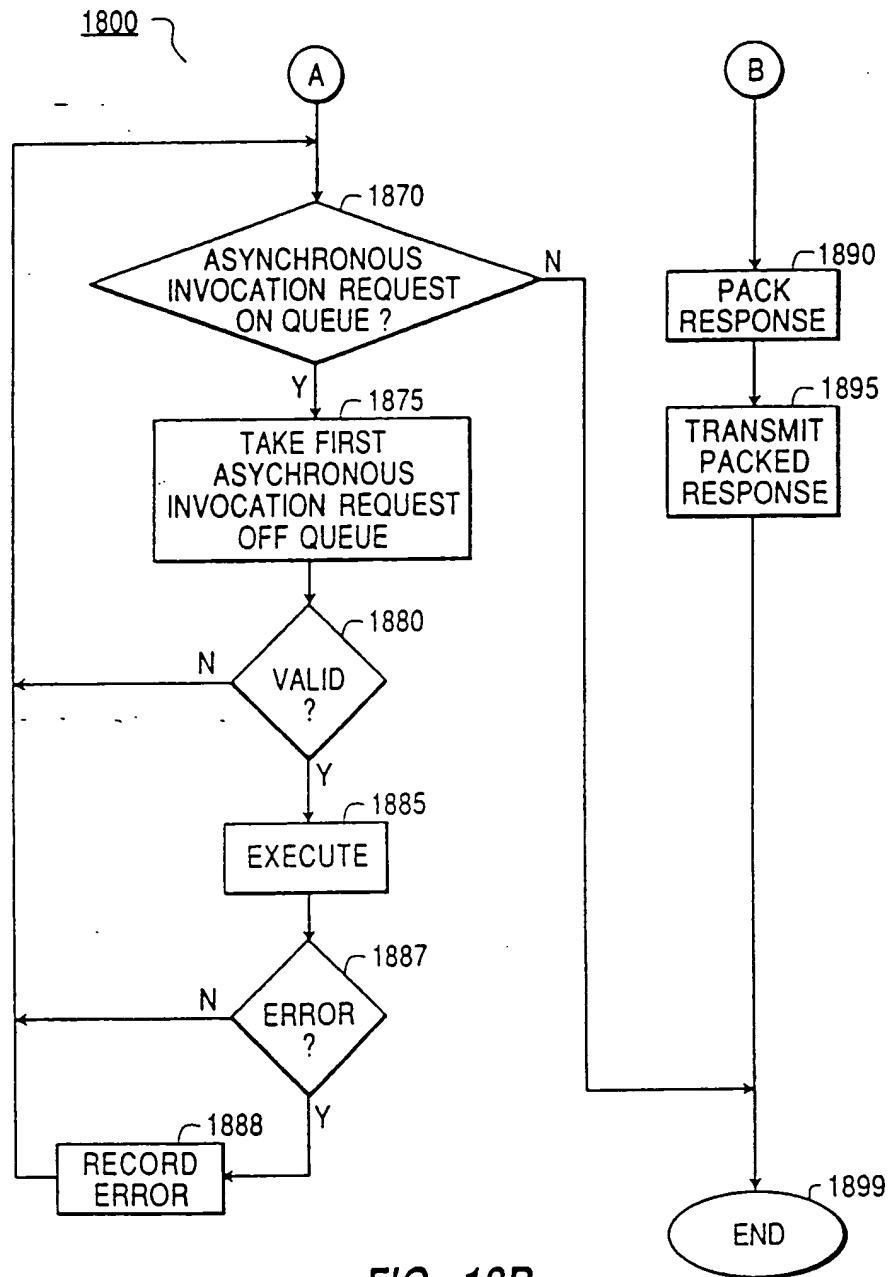 1800
A
B
1870
ASYNCHRONOUS
INVOCATION REQUEST
ON QUEUE ?
N
Y
1875
TAKE FIRST
ASYCHRONOUS
INVOCATION REQUEST
OFF QUEUE
1880
VALID
?
N
Y
1885
EXECUTE
1887
ERROR
?
N
Y
1888
RECORD
ERROR
1890
PACK
RESPONSE
1895
TRANSMIT
PACKED
RESPONSE
1899
END